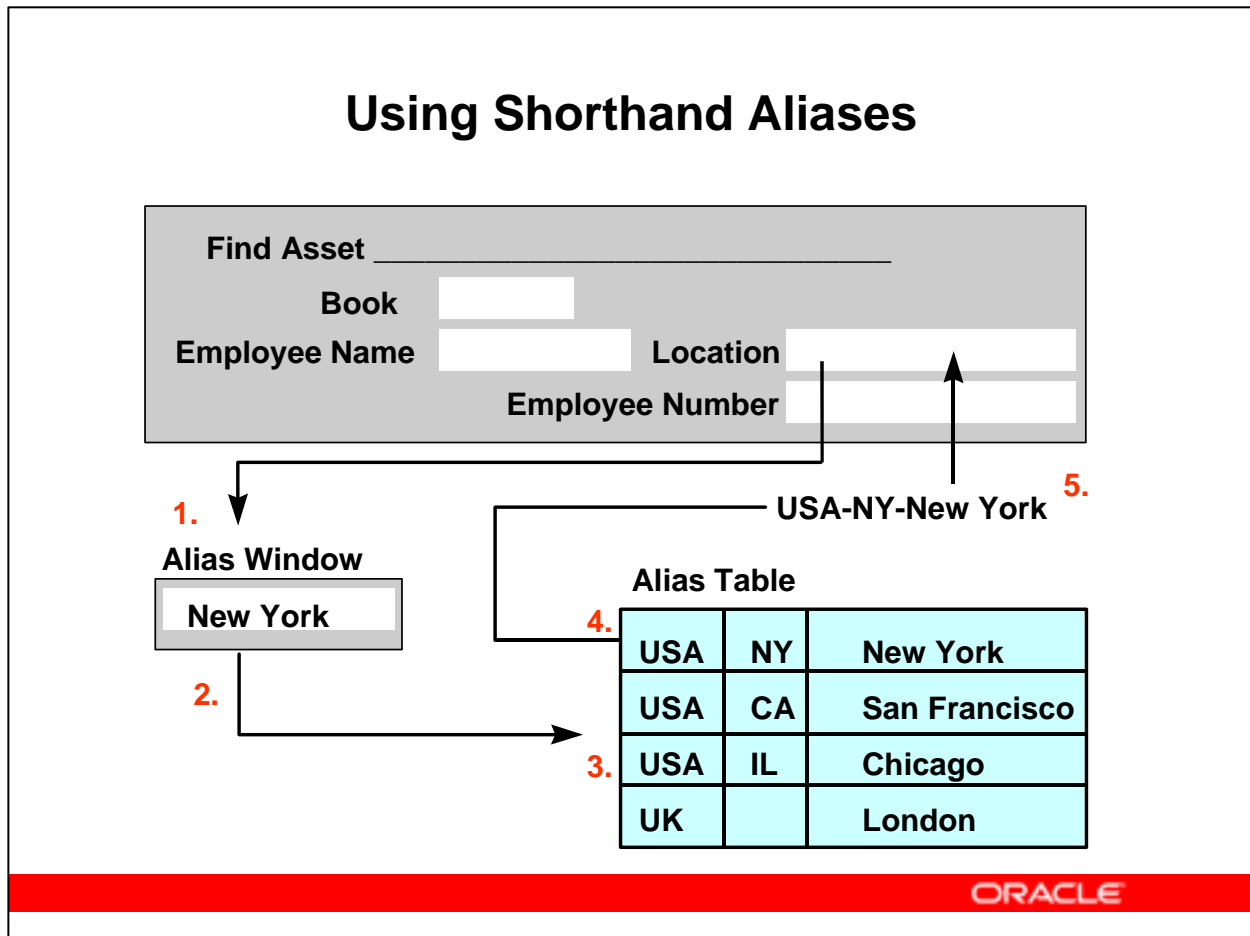 Using Shorthand Aliases
Find Asset _______________________________
Book
Employee Name Location
Employee Number
1.
5.
USA-NY-New York
Alias Window
New York
2.
Alias Table
4.
USA NY New York
USA CA San Francisco
3.
USA IL Chicago
UK London
ORACLE